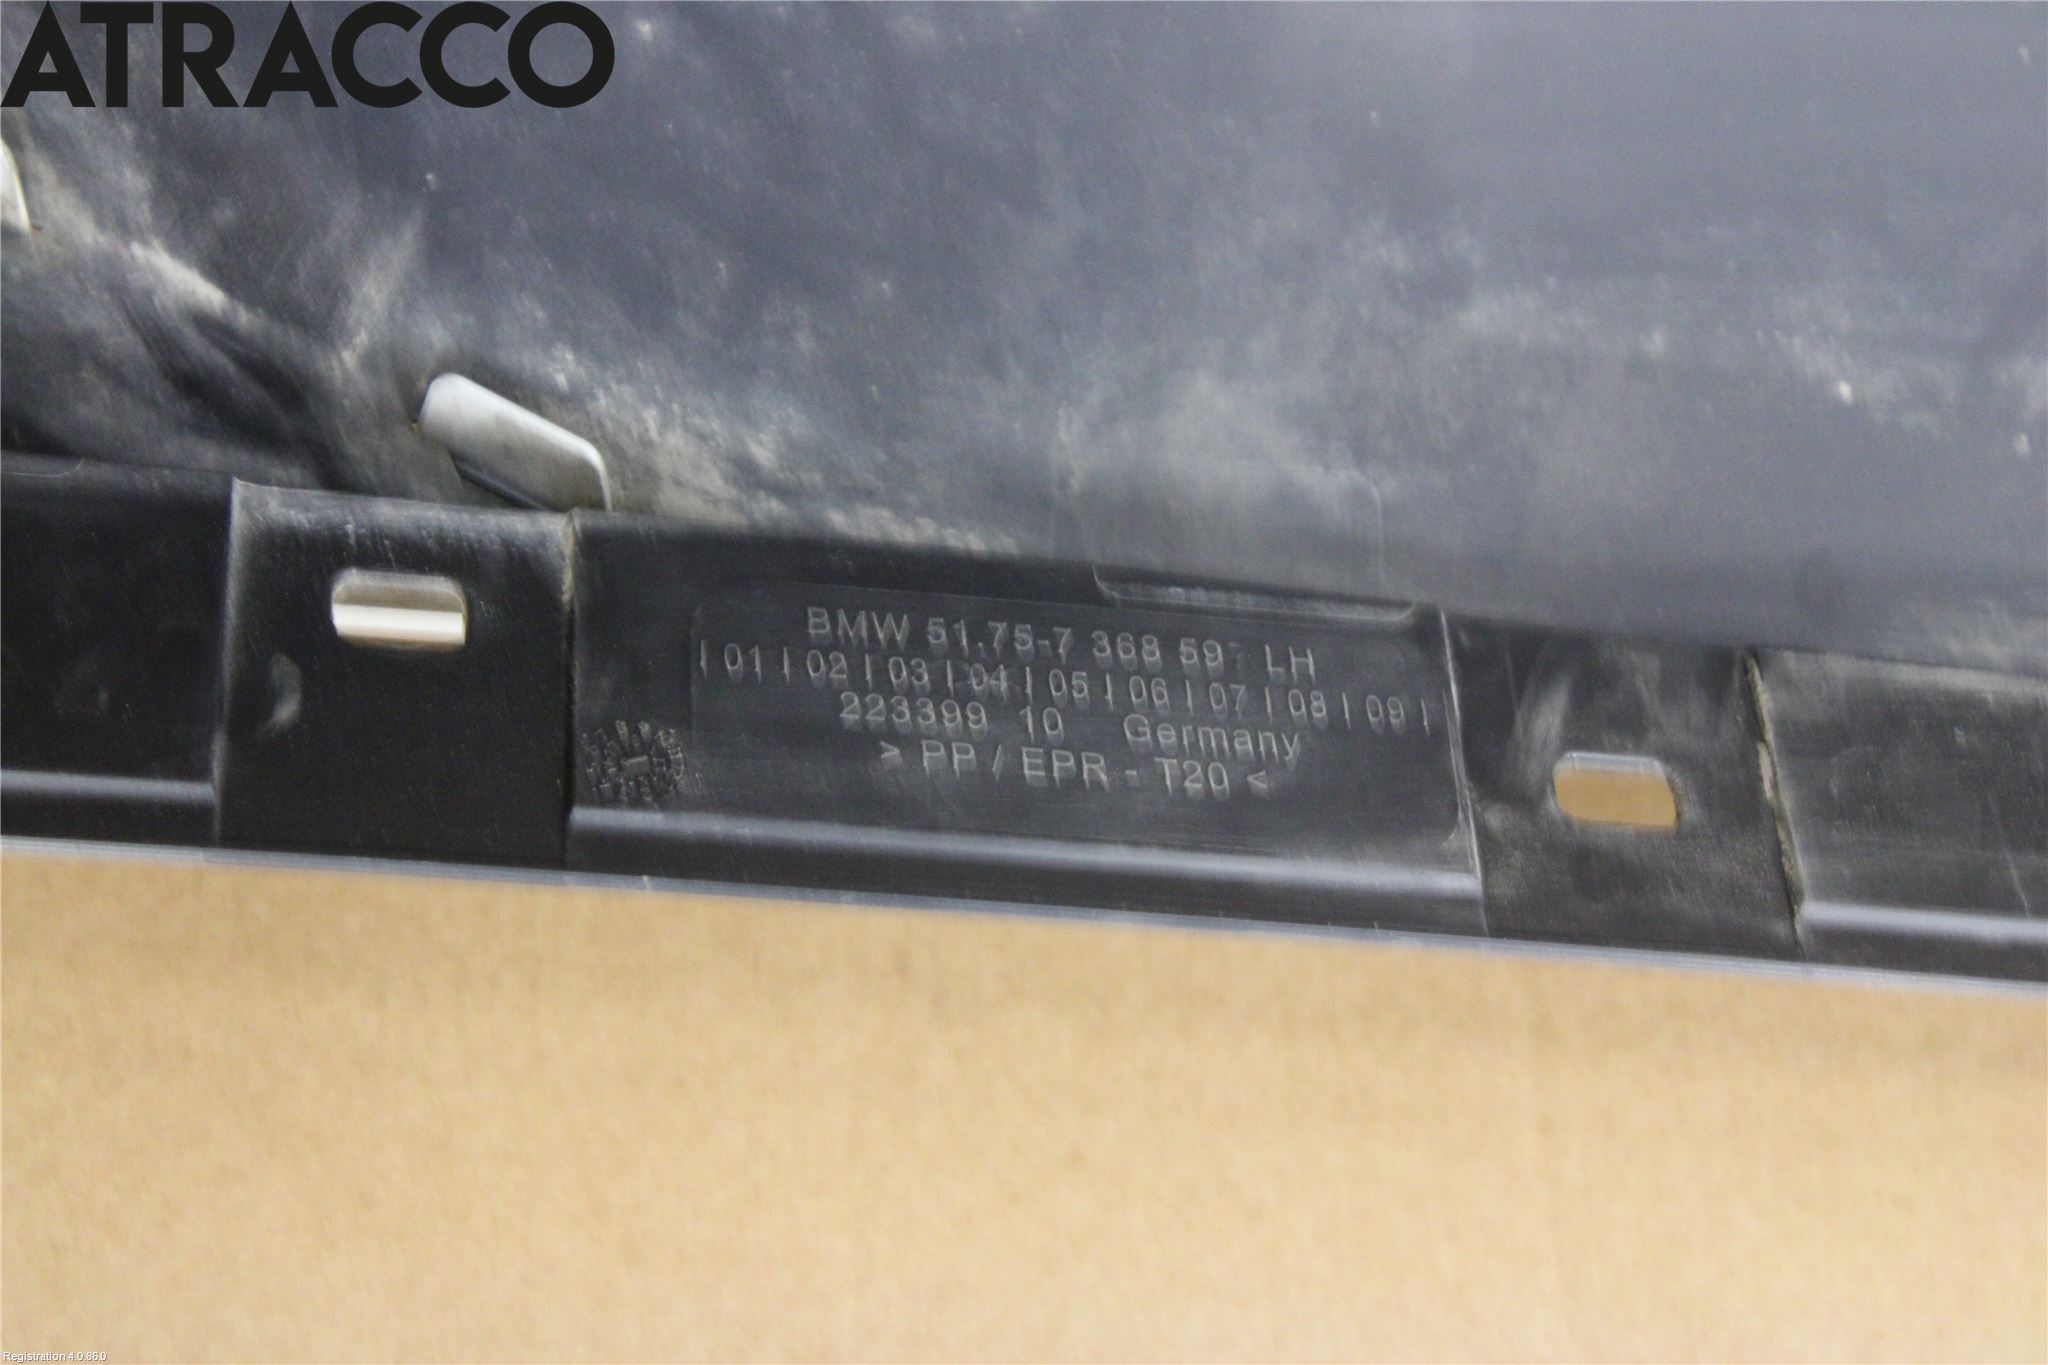 ATRACCO
BMW 51.75-7 368 LH
| 01 | 02 | 03 | 04 | 05 | 06 | 07 | 08 | 09 |
223399 10 Germany
> PP / EPR - T20 <
Registration 4.0.86.0